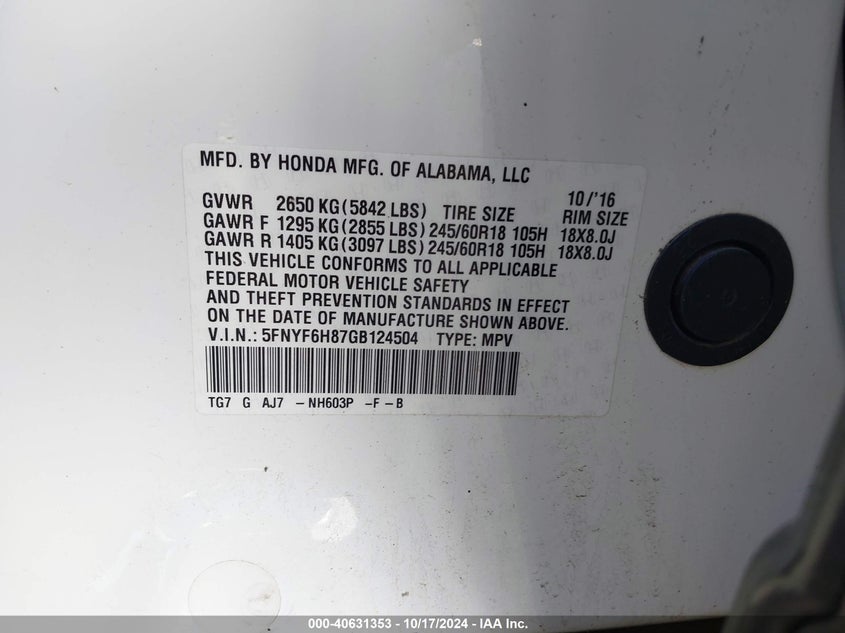 MFD. BY HONDA MFG. OF ALABAMA, LLC
10/'16
GVWR 2650 KG(5842 LBS) TIRE SIZE RIM SIZE
GAWR F 1295 KG(2855 LBS)245/60R18 105H 18X8.0J
GAWR R 1405 KG(3097 LBS)245/60R18 105H 18X8.0J
THIS VEHICLE CONFORMS TO ALL APPLICABLE
FEDERAL MOTOR VEHICLE SAFETY
AND THEFT PREVENTION STANDARDS IN EFFECT
ON THE DATE OF MANUFACTURE SHOWN ABOVE.
V.I.N.: 5FNYF6H87GB124504 TYPE: MPV
TG7 G AJ7 -NH603P -F-B
000-40631353 - 10/17/2024 - IAA Inc.